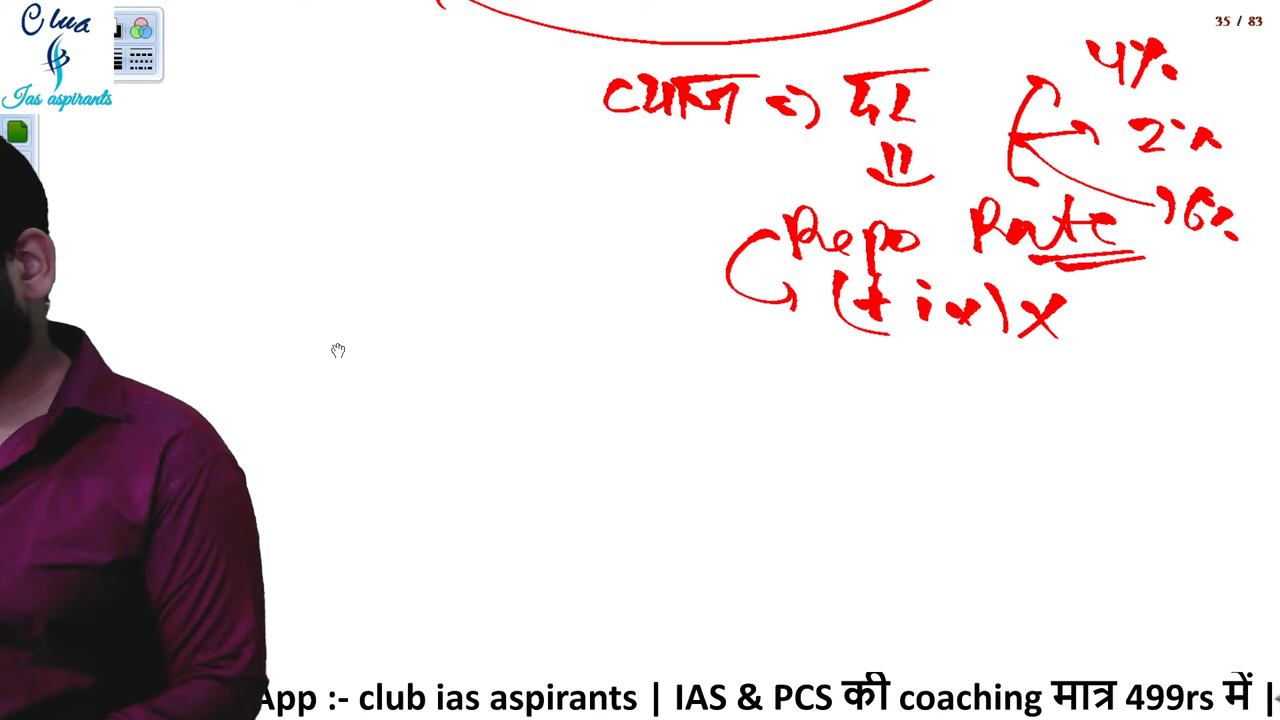 Club
Ias aspirants
35 / 83
ब्याज => दर
4%
2%
6%
Repo Rate
(fix) X
App :- club ias aspirants | IAS & PCS की coaching मात्र 499rs में |